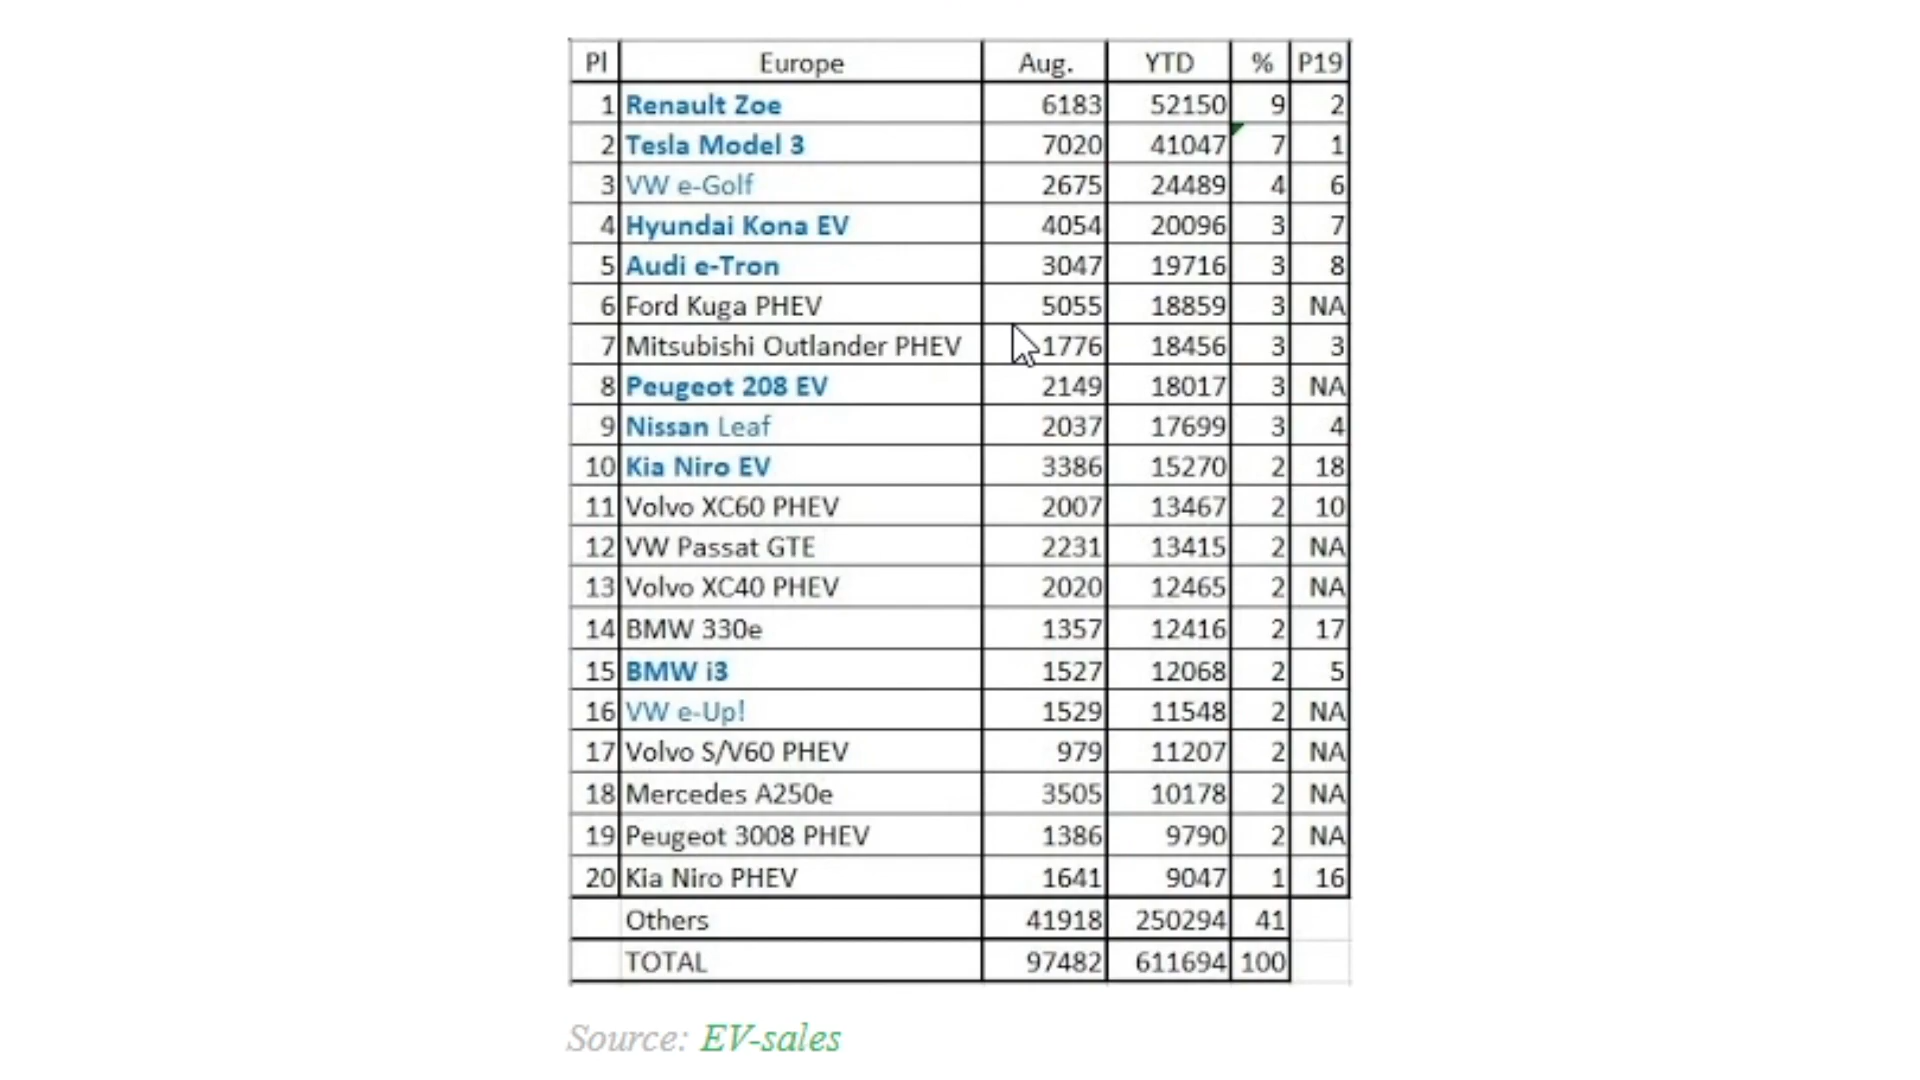 Pl Europe Aug. YTD % P19
1 Renault Zoe 6183 52150 9 2
2 Tesla Model 3 7020 41047 7 1
3 VW e-Golf 2675 24489 4 6
4 Hyundai Kona EV 4054 20096 3 7
5 Audi e-Tron 3047 19716 3 8
6 Ford Kuga PHEV 5055 18859 3 NA
7 Mitsubishi Outlander PHEV 1776 18456 3 3
8 Peugeot 208 EV 2149 18017 3 NA
9 Nissan Leaf 2037 17699 3 4
10 Kia Niro EV 3386 15270 2 18
11 Volvo XC60 PHEV 2007 13467 2 10
12 VW Passat GTE 2231 13415 2 NA
13 Volvo XC40 PHEV 2020 12465 2 NA
14 BMW 330e 1357 12416 2 17
15 BMW i3 1527 12068 2 5
16 VW e-Up! 1529 11548 2 NA
17 Volvo S/V60 PHEV 979 11207 2 NA
18 Mercedes A250e 3505 10178 2 NA
19 Peugeot 3008 PHEV 1386 9790 2 NA
20 Kia Niro PHEV 1641 9047 1 16
Others 41918 250294 41
TOTAL 97482 611694 100
Source: EV-sales